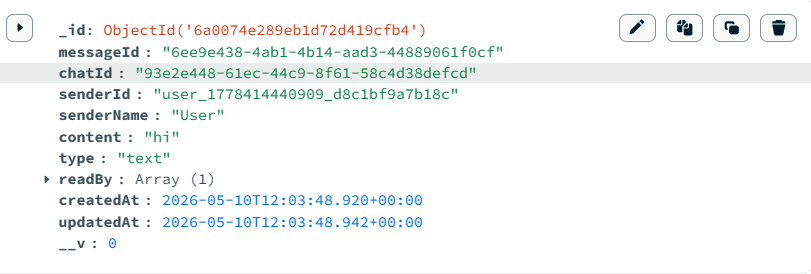 _id: ObjectId('6a0074e289eb1d72d419cfb4')
messageId : "6ee9e438-4ab1-4b14-aad3-44889061f0cf"
chatId : "93e2e448-61ec-44c9-8f61-58c4d38defcd"
senderId : "user_1778414440909_d8c1bf9a7b18c"
senderName : "User"
content : "hi"
type : "text"
readBy : Array (1)
createdAt : 2026-05-10T12:03:48.920+00:00
updatedAt : 2026-05-10T12:03:48.942+00:00
__v : 0